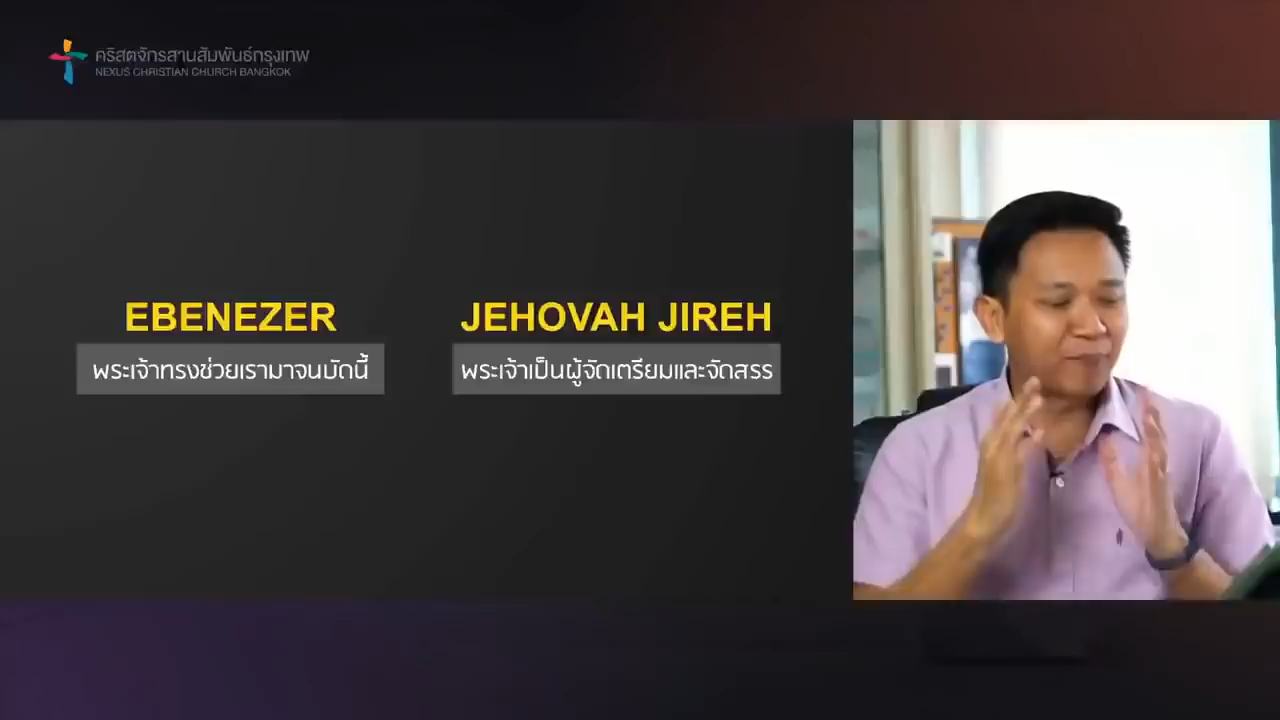 คริสตจักรสานสัมพันธ์กรุงเทพ
NEXUS CHRISTIAN CHURCH BANGKOK
EBENEZER
พระเจ้าทรงช่วยเรามาจนบัดนี้
JEHOVAH JIREH
พระเจ้าเป็นผู้จัดเตรียมและจัดสรร